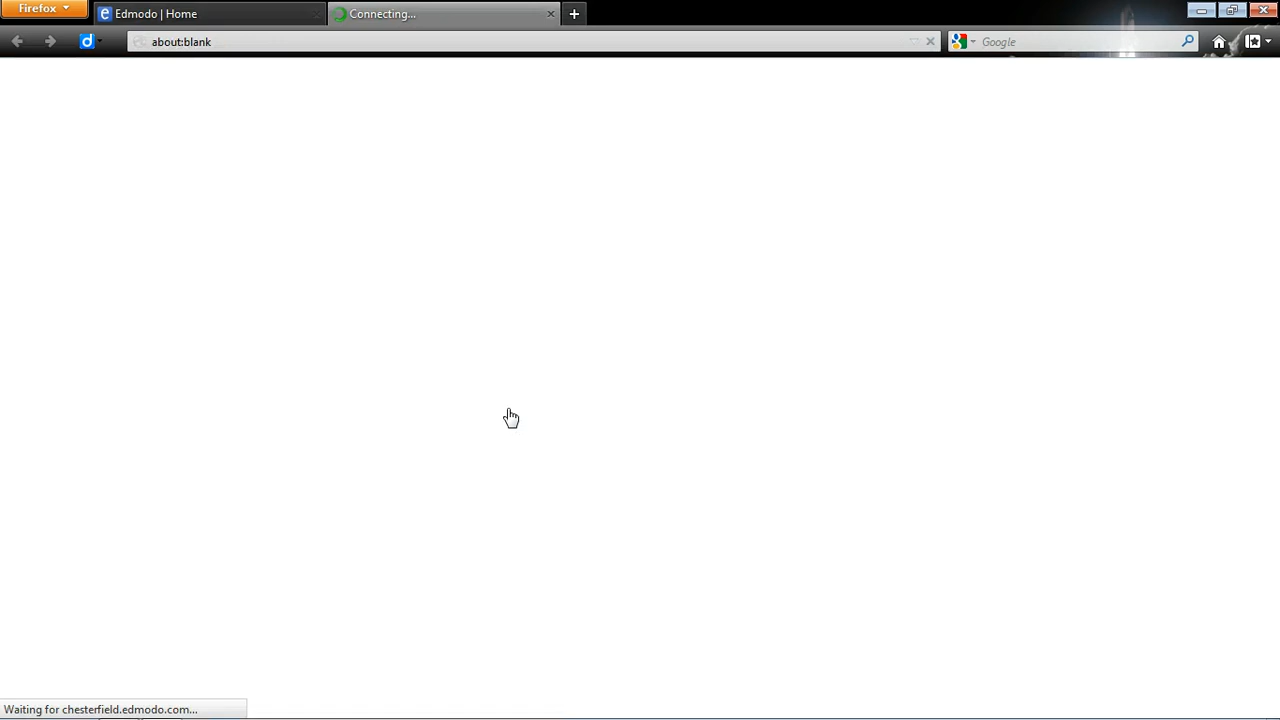 Firefox
Edmodo | Home
Connecting...
d
about:blank
Google
Waiting for chesterfield.edmodo.com...